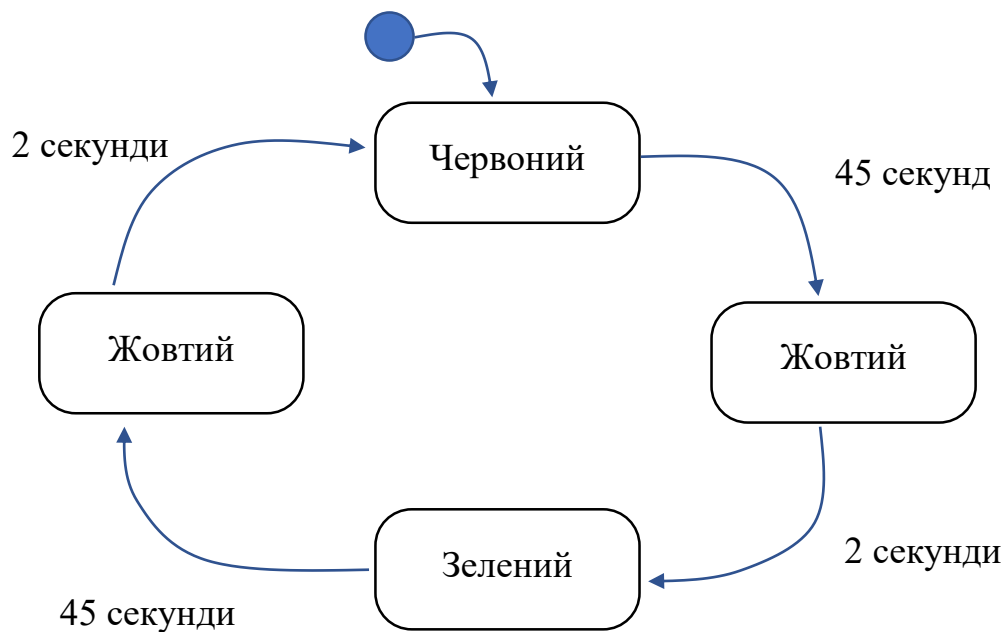 2 секунди
Червоний
45 секунд
Жовтий
Жовтий
Зелений
2 секунди
45 секунди